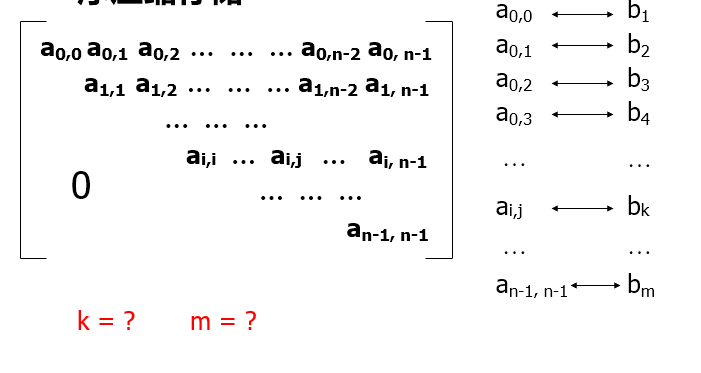 a0,0 a0,1 a0,2 … … … a0,n-2 a0, n-1
a1,1 a1,2 … … … a1,n-2 a1, n-1
… … …
ai,i … ai,j … ai, n-1
0 … … …
an-1, n-1
k = ? m = ?
a0,0 ⟷ b1
a0,1 ⟷ b2
a0,2 ⟷ b3
a0,3 ⟷ b4
… …
ai,j ⟷ bk
… …
an-1, n-1 ⟷ bm